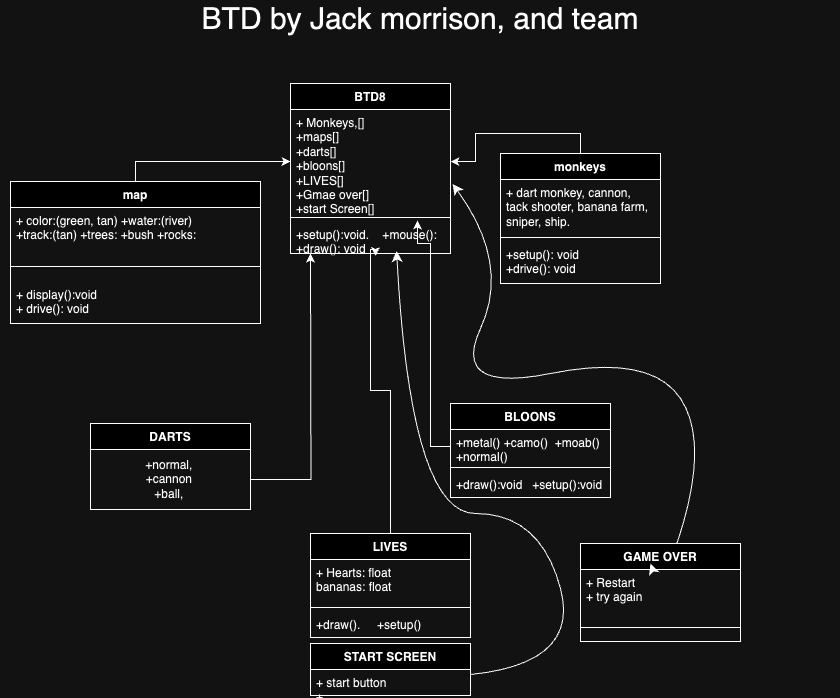 BTD by Jack morrison, and team
BTD8
+ Monkeys,[]
+maps[]
+darts[]
+bloons[]
+LIVES[]
+Gmae over[]
+start Screen[]
+setup():void. +mouse():
+draw(): void
map
+ color:(green, tan) +water:(river)
+track:(tan) +trees: +bush +rocks:
+ display():void
+ drive(): void
monkeys
+ dart monkey, cannon,
tack shooter, banana farm,
sniper, ship.
+setup(): void
+drive(): void
DARTS
+normal,
+cannon
+ball,
BLOONS
+metal() +camo() +moab()
+normal()
+draw():void +setup():void
LIVES
+ Hearts: float
bananas: float
+draw(). +setup()
GAME OVER
+ Restart
+ try again
START SCREEN
+ start button